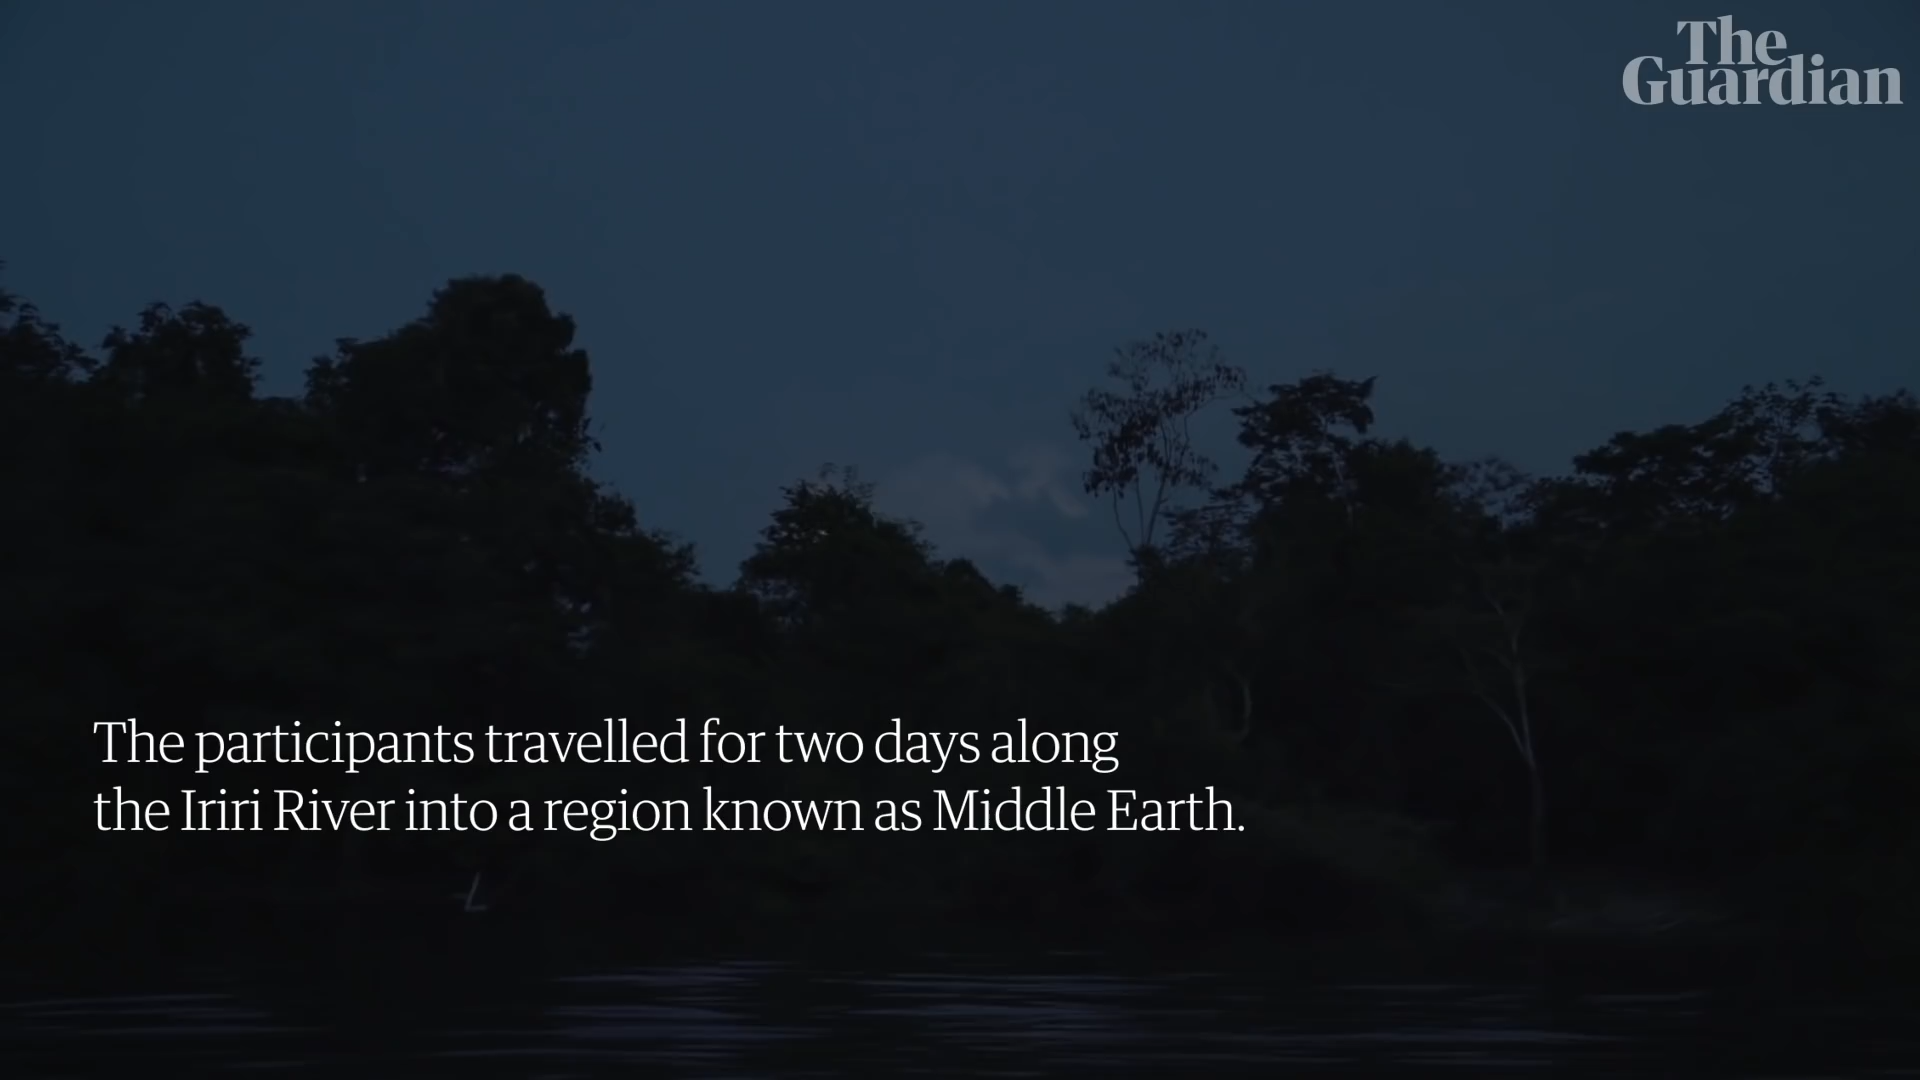 The
Guardian
The participants travelled for two days along
the Iriri River into a region known as Middle Earth.